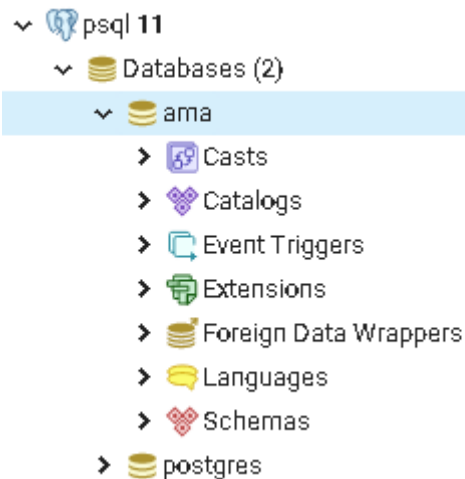 psql 11
Databases (2)
ama
Casts
Catalogs
Event Triggers
Extensions
Foreign Data Wrappers
Languages
Schemas
postgres